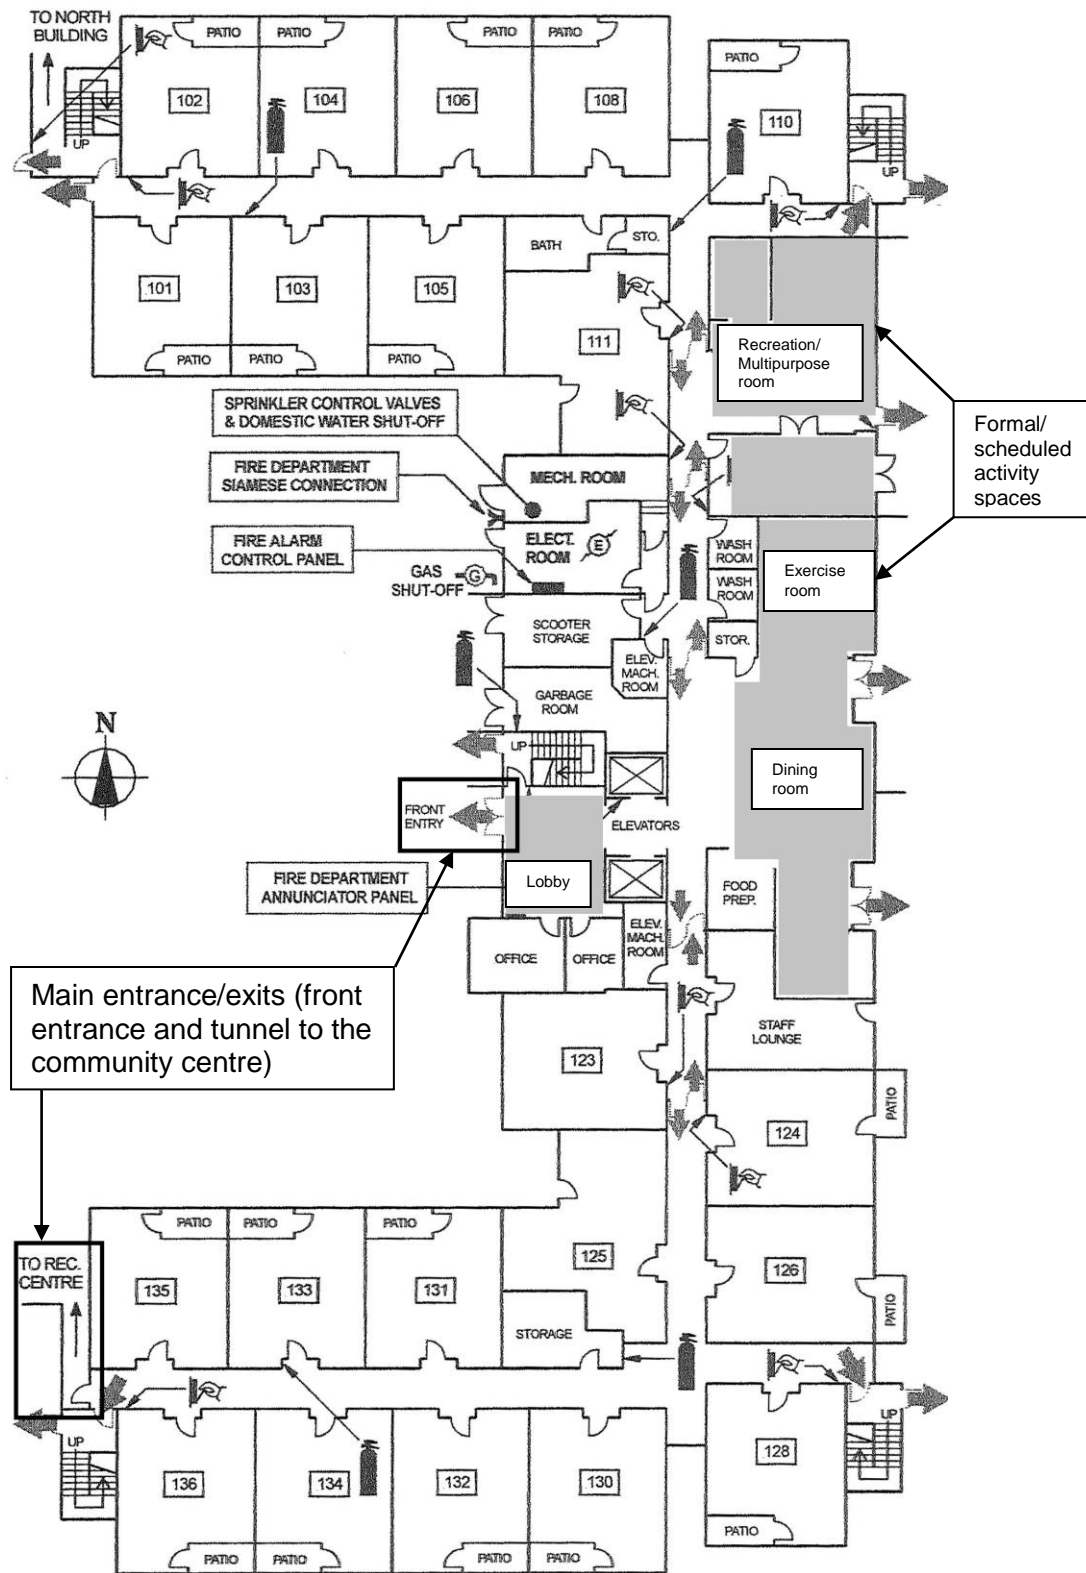 TO NORTH
BUILDING
PATIO
PATIO
PATIO
PATIO
PATIO
102
104
106
108
110
UP
UP
BATH
STO.
101
103
105
111
PATIO
PATIO
PATIO
Recreation/
Multipurpose
room
SPRINKLER CONTROL VALVES
& DOMESTIC WATER SHUT-OFF
Formal/
scheduled
activity
spaces
FIRE DEPARTMENT
SIAMESE CONNECTION
MECH. ROOM
FIRE ALARM
CONTROL PANEL
ELECT.
ROOM
E
WASH
ROOM
WASH
ROOM
Exercise
room
GAS
SHUT-OFF
G
SCOOTER
STORAGE
STOR.
ELEV.
MACH.
ROOM
GARBAGE
ROOM
N
UP
Dining
room
FRONT
ENTRY
ELEVATORS
FIRE DEPARTMENT
ANNUNCIATOR PANEL
Lobby
FOOD
PREP.
OFFICE
OFFICE
ELEV.
MACH.
ROOM
Main entrance/exits (front
entrance and tunnel to the
community centre)
STAFF
LOUNGE
123
124
PATIO
PATIO
PATIO
PATIO
TO REC.
CENTRE
135
133
131
125
126
PATIO
STORAGE
UP
UP
136
134
132
130
128
PATIO
PATIO
PATIO
PATIO
PATIO